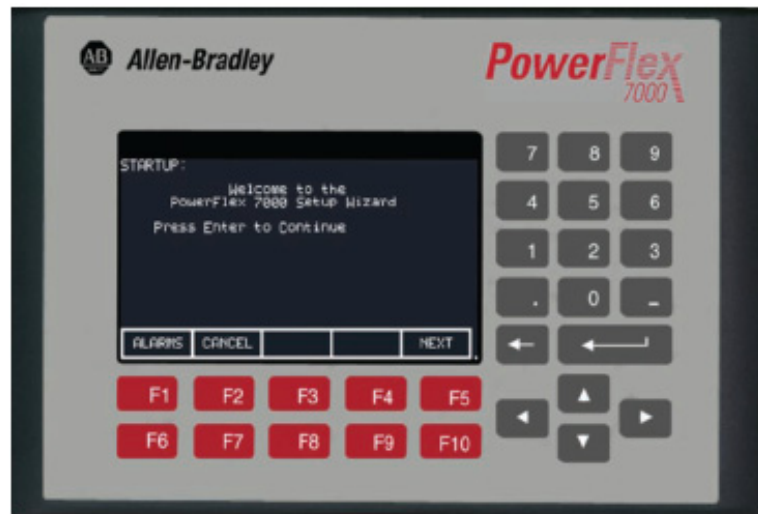 AB Allen-Bradley
PowerFlex
7000
STARTUP:
Welcome to the
PowerFlex 7000 Setup Wizard
Press Enter to Continue
ALARMS CANCEL NEXT
7 8 9
4 5 6
1 2 3
. 0 -
F1 F2 F3 F4 F5
F6 F7 F8 F9 F10